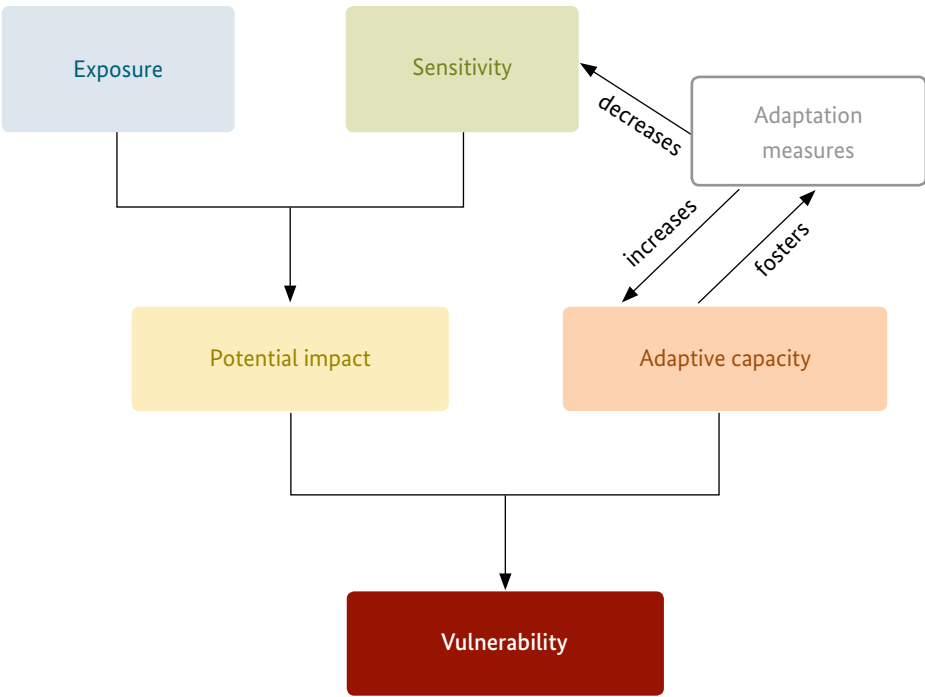 Exposure
Sensitivity
decreases
Adaptation
measures
increases
fosters
Potential impact
Adaptive capacity
Vulnerability